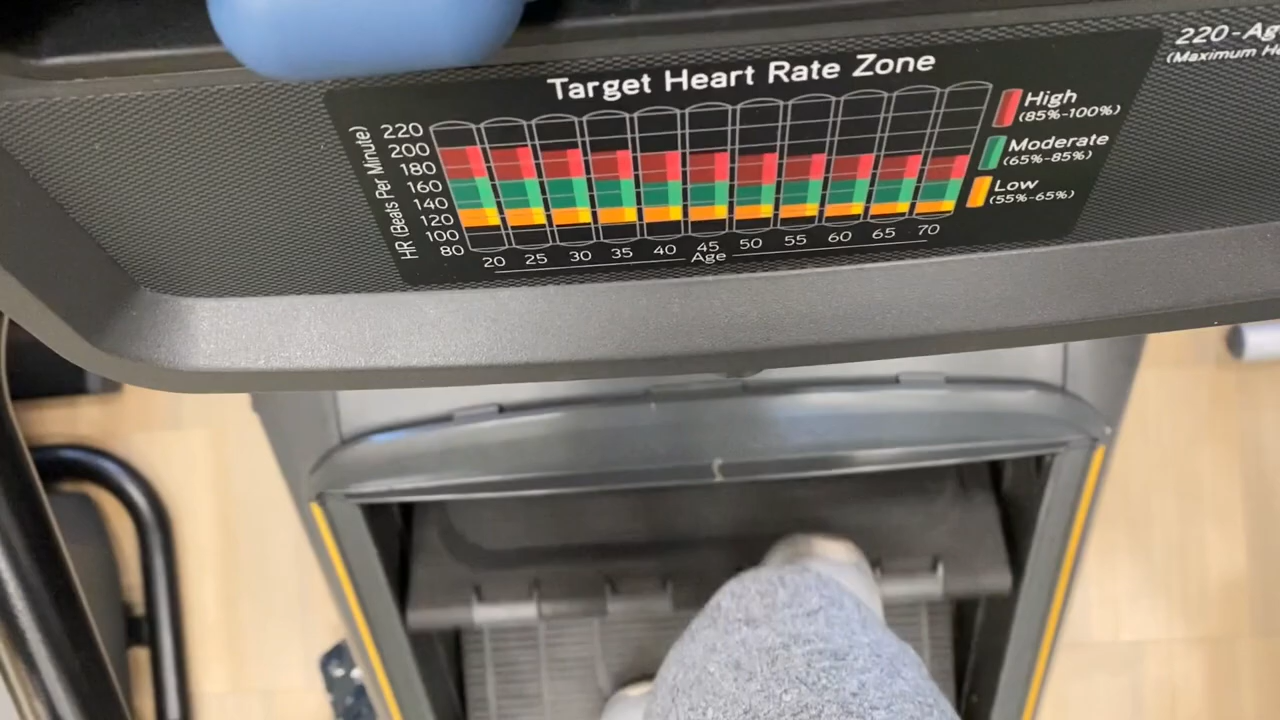 Target Heart Rate Zone
HR (Beats Per Minute)
220
200
180
160
140
120
100
80
20 25 30 35 40 45 50 55 60 65 70
Age
High
(85%-100%)
Moderate
(65%-85%)
Low
(55%-65%)
220-Ag
(Maximum H